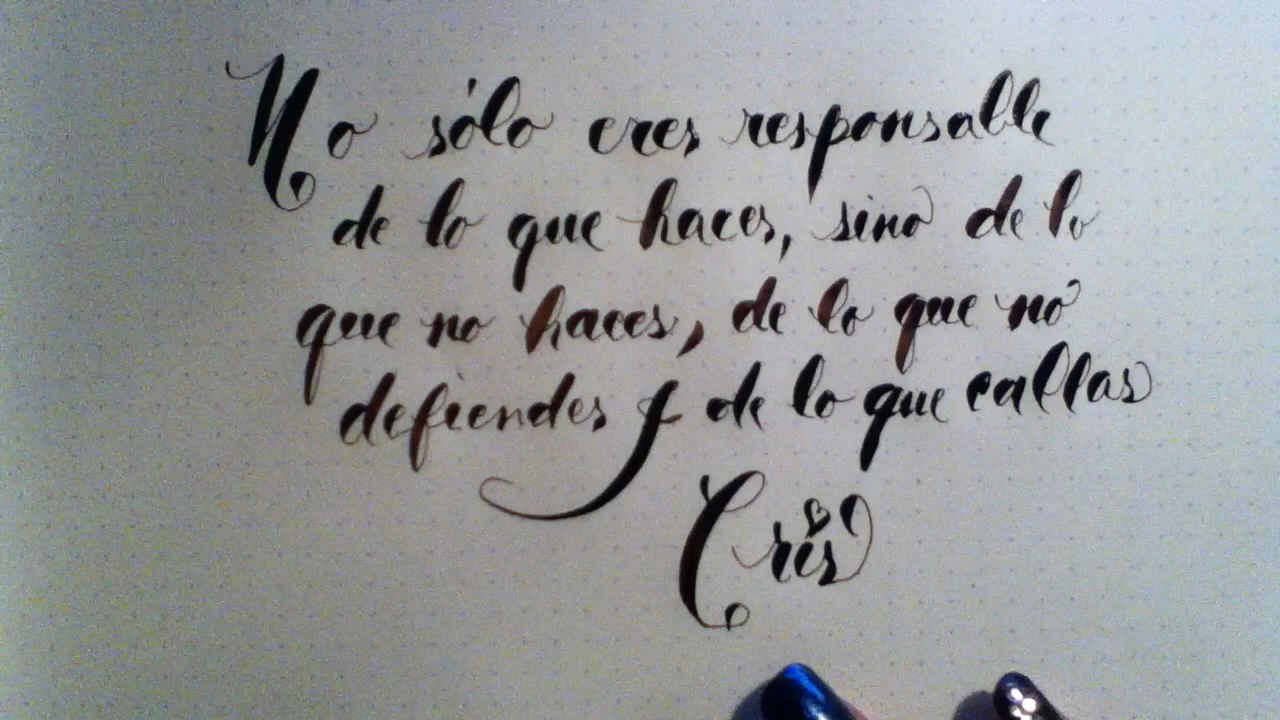 No sólo eres responsable
de lo que haces, sino de lo
que no haces, de lo que no
defiendes y de lo que callas
Cris